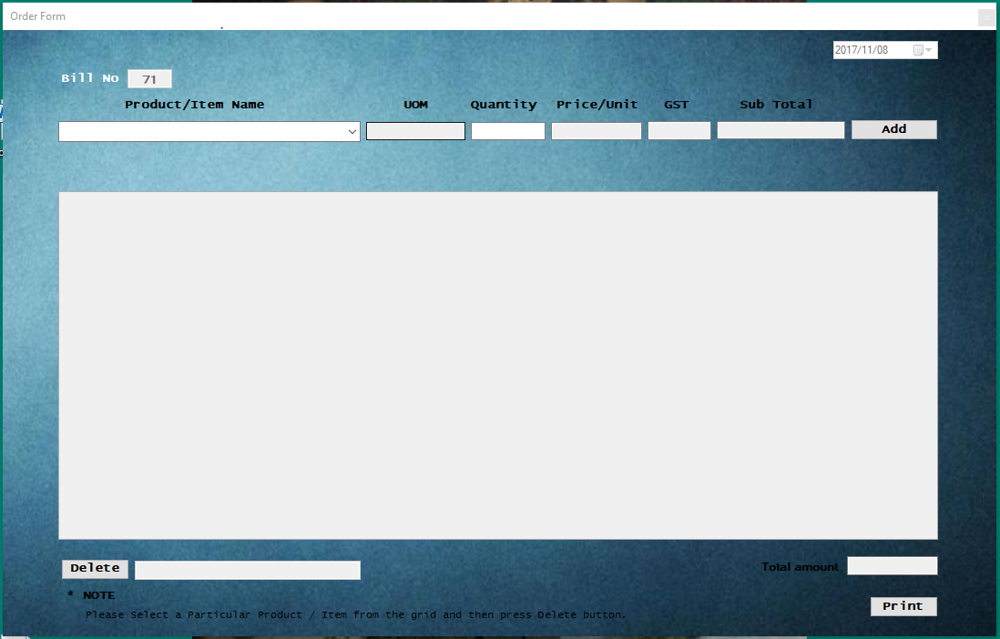 Order Form
2017/11/08
Bill No 71
Product/Item Name UOM Quantity Price/Unit GST Sub Total
Add
Delete
Total amount
* NOTE
Please Select a Particular Product / Item from the grid and then press Delete button.
Print